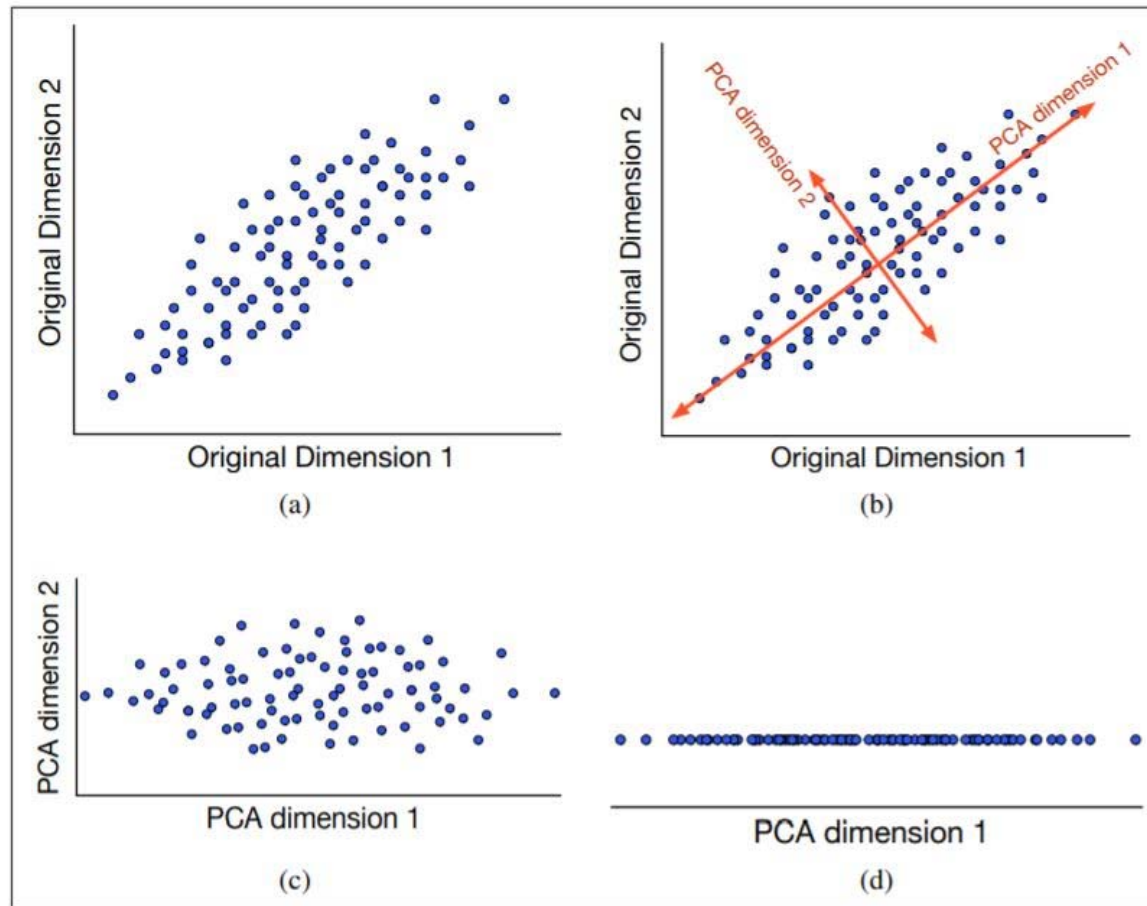 Original Dimension 2
Original Dimension 1
(a)
Original Dimension 2
PCA dimension 2
PCA dimension 1
Original Dimension 1
(b)
PCA dimension 2
PCA dimension 1
(c)
PCA dimension 1
(d)